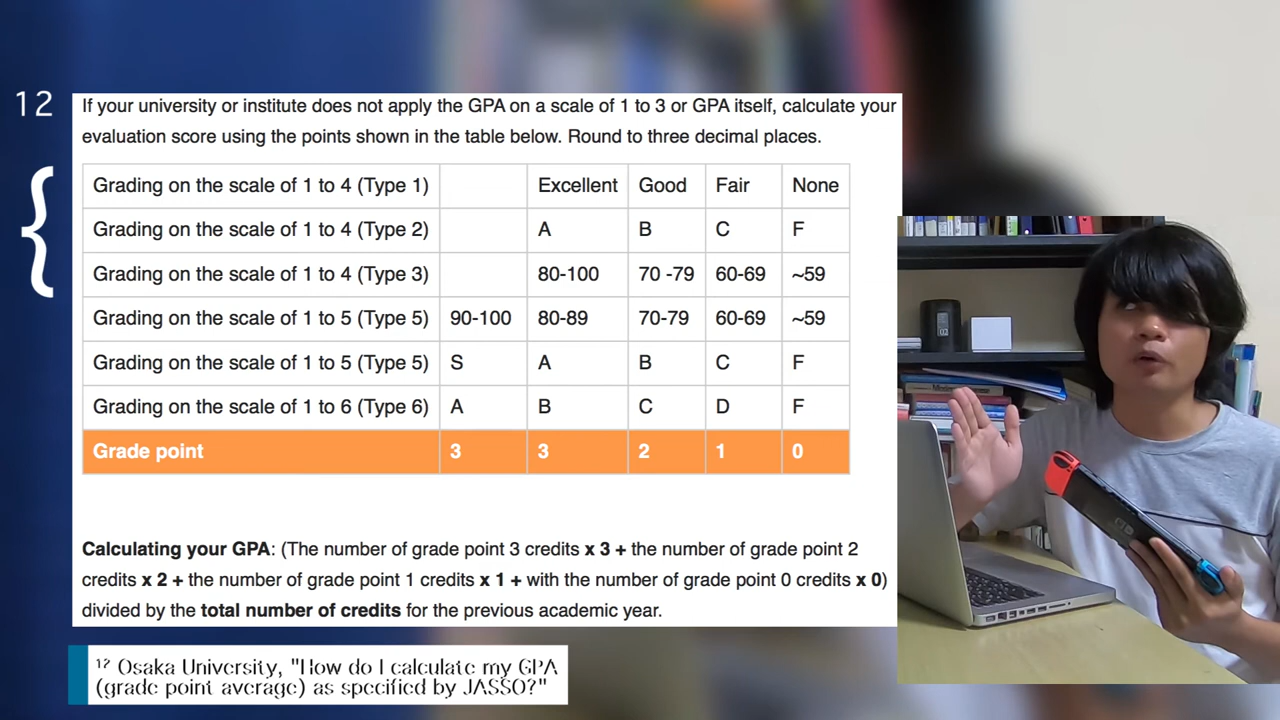 12
If your university or institute does not apply the GPA on a scale of 1 to 3 or GPA itself, calculate your
evaluation score using the points shown in the table below. Round to three decimal places.
Grading on the scale of 1 to 4 (Type 1) Excellent Good Fair None
Grading on the scale of 1 to 4 (Type 2) A B C F
Grading on the scale of 1 to 4 (Type 3) 80-100 70 -79 60-69 ~59
Grading on the scale of 1 to 5 (Type 5) 90-100 80-89 70-79 60-69 ~59
Grading on the scale of 1 to 5 (Type 5) S A B C F
Grading on the scale of 1 to 6 (Type 6) A B C D F
Grade point 3 3 2 1 0
Calculating your GPA: (The number of grade point 3 credits x 3 + the number of grade point 2
credits x 2 + the number of grade point 1 credits x 1 + with the number of grade point 0 credits x 0)
divided by the total number of credits for the previous academic year.
12 Osaka University, "How do I calculate my GPA
(grade point average) as specified by JASSO?"